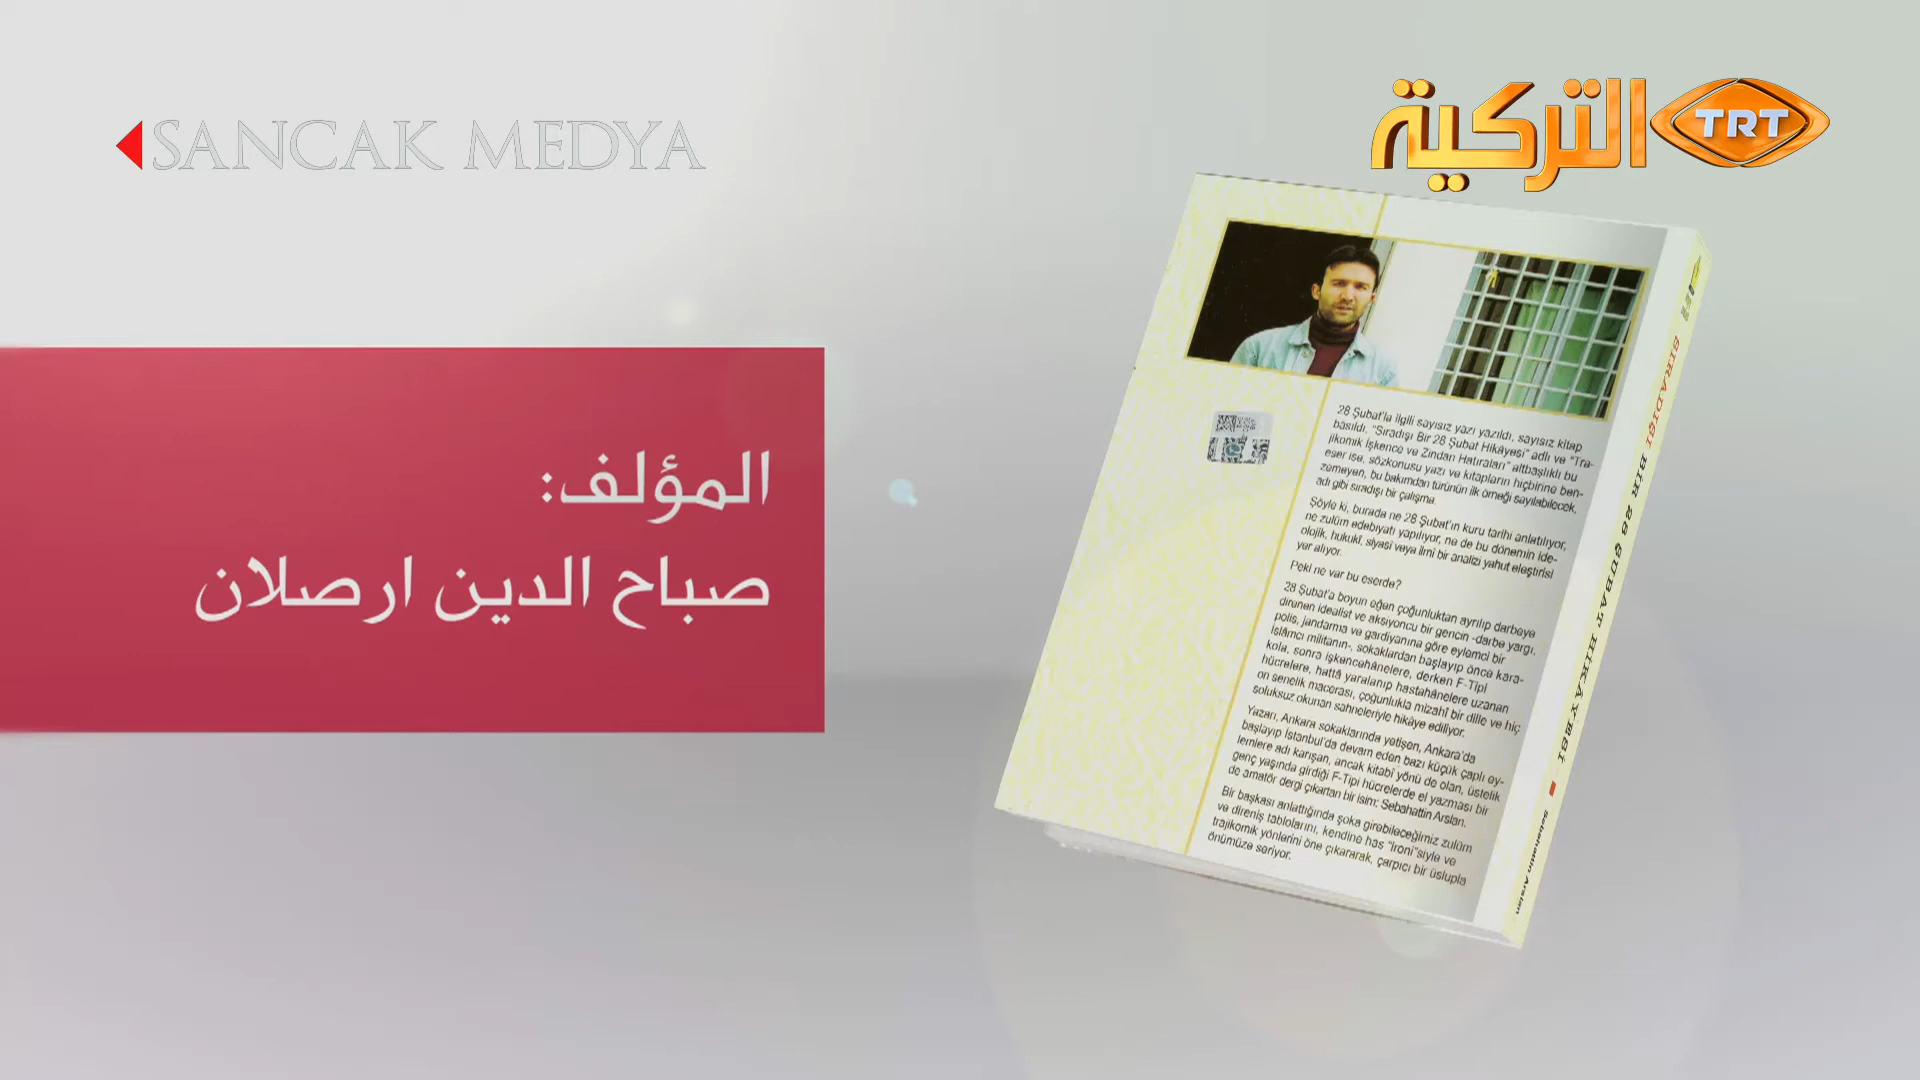 SANCAK MEDYA
التركية
TRT
المؤلف:
صباح الدين ارصلان
28 Şubat'la ilgili sayısız yazı yazıldı, sayısız kitap
basıldı. "Sıradışı Bir 28 Şubat Hikâyesi" adlı ve "Tra-
jikomik İşkence ve Zindan Hatıraları" altbaşlıklı bu
eser ise, sözkonusu yazı ve kitapların hiçbirine ben-
zemeyen, bu bakımdan türünün ilk örneği sayılabilecek,
adı gibi sıradışı bir çalışma.
Şöyle ki, burada ne 28 Şubat'ın kuru tarihi anlatılıyor,
ne zulüm edebiyatı yapılıyor, ne de bu dönemin ide-
olojik, hukukî, siyasi veya ilmî bir analizi yahut eleştirisi
yer alıyor.
Peki ne var bu eserde?
28 Şubat'a boyun eğen çoğunluktan ayrılıp darbeye
direnen idealist ve aksiyoncu bir gencin -darbe yargı,
polis, jandarma ve gardiyanına göre eylemci bir
İslâmcı militanın-, sokaklardan başlayıp önce kara-
kola, sonra işkencehânelere, derken F-Tipi
hücrelere, hattâ yaralanıp hastahânelere uzanan
on senelik macerası, çoğunlukla mizahî bir dille ve hiç
soluksuz okunan sahneleriyle hikâye ediliyor.
Yazarı, Ankara sokaklarında yetişen, Ankara'da
başlayıp İstanbul'da devam eden bazı küçük çaplı ey-
lemlere adı karışan, ancak kitabî yönü de olan, üstelik
genç yaşında girdiği F-Tipi hücrelerde el yazması bir
de amatör dergi çıkartan bir isim: Sebahattin Arslan.
Bir başkası anlattığında şoka girebileceğimiz zulüm
ve direniş tablolarını, kendine has "ironi"siyle ve
trajikomik yönlerini öne çıkararak, çarpıcı bir üslupla
önümüze seriyor.
SIRADIŞI BİR 28 ŞUBAT HİKÂYESİ
Sebahattin Arslan